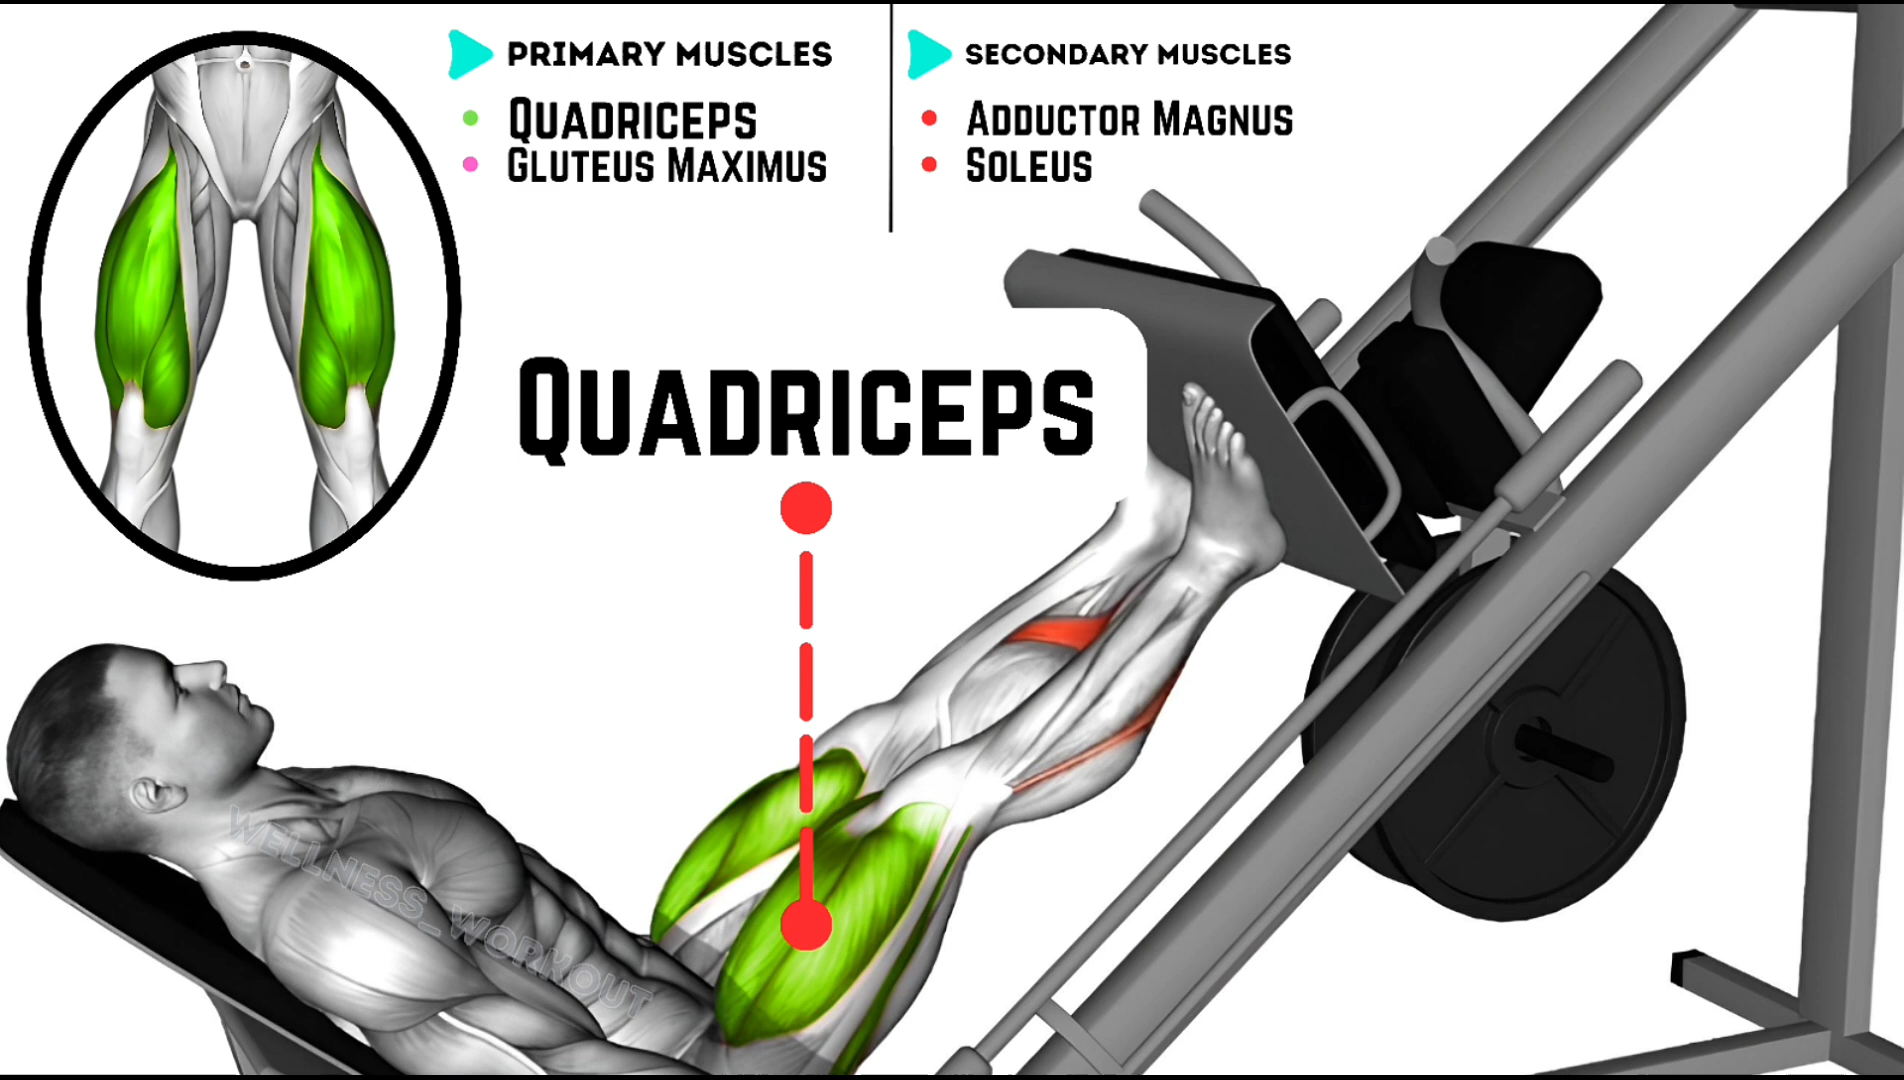 PRIMARY MUSCLES
QUADRICEPS
GLUTEUS MAXIMUS
SECONDARY MUSCLES
ADDUCTOR MAGNUS
SOLEUS
QUADRICEPS
WELLNESS_WORKOUT